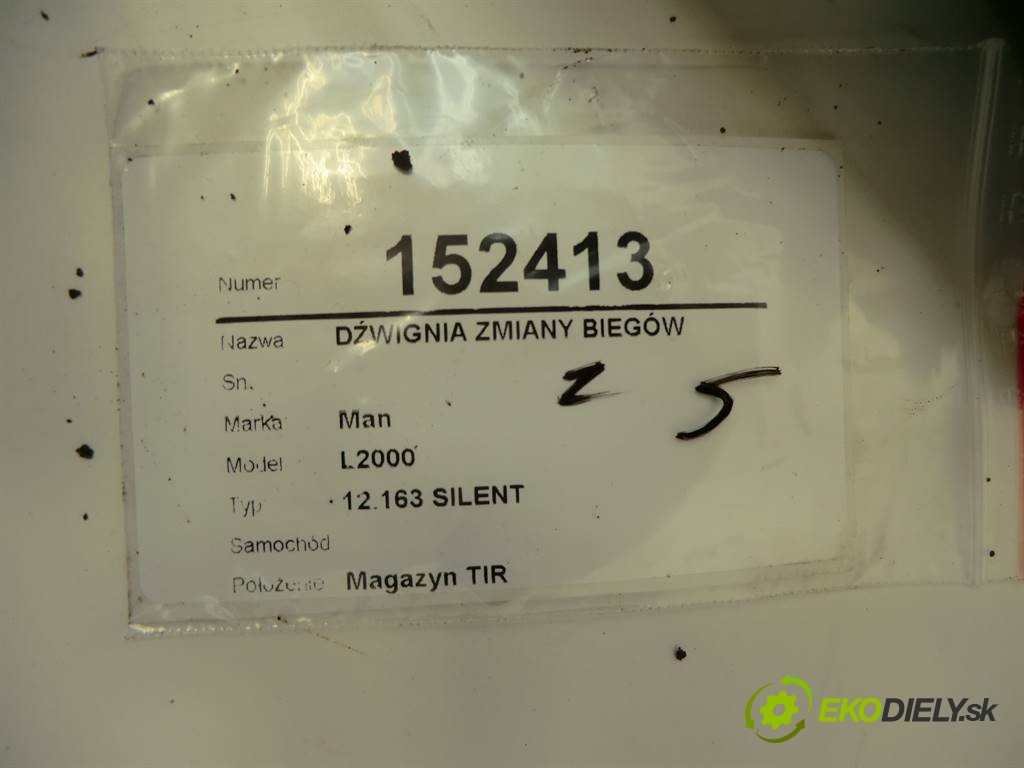 Numer 152413
Nazwa DŹWIGNIA ZMIANY BIEGÓW
Sn.
Marka Man
Model L2000
Typ 12.163 SILENT
Samochód
Położenie Magazyn TIR
2 5
EKODIELY.sk